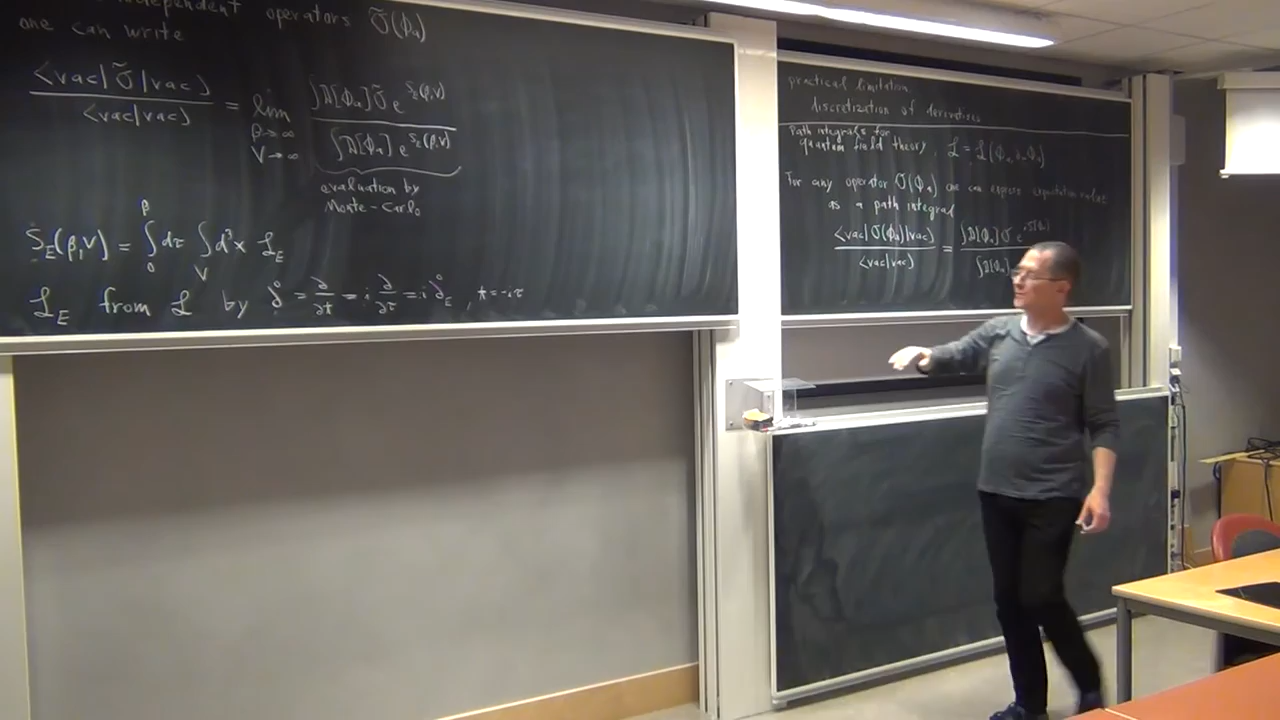 independent operators Õ(Φₐ)
one can write
<vac|Õ|vac> / <vac|vac> = lim β→∞ V→∞ ∫D[Φₐ] Õ e^{S_E(β,V)} / ∫D[Φₐ] e^{S_E(β,V)}
evaluation by
Monte-Carlo
S_E(β,V) = ∫₀^β dτ ∫_V d³x ℒ_E
ℒ_E from ℒ by ∂⁰ = ∂/∂t = i ∂/∂τ = i ∂⁰_E , t = -iτ
practical limitation
discretization of derivatives
Path integrals for
quantum field theory, ℒ = ℒ(Φₐ, ∂ₙΦₐ)
For any operator O(Φₐ) one can express expectation values
as a path integral
<vac|O(Φₐ)|vac> / <vac|vac> = ∫D[Φₐ] O e^{iS[Φₐ]} / ∫D[Φₐ]